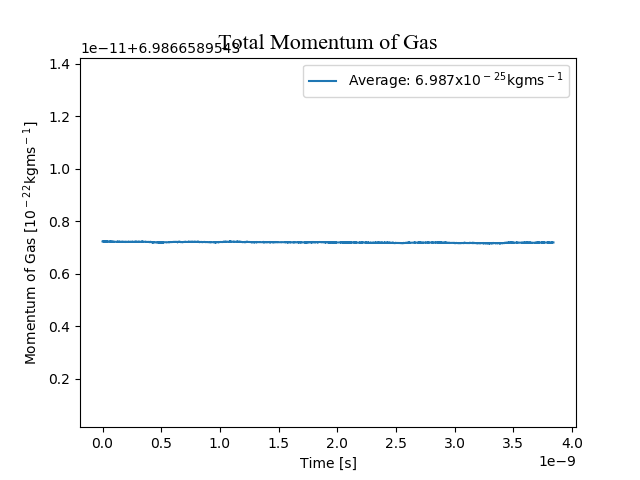 Total Momentum of Gas
1e−11+6.9866589543
Average: 6.987x10⁻²⁵kgms⁻¹
1.4
1.2
1.0
0.8
0.6
0.4
0.2
Momentum of Gas [10⁻²²kgms⁻¹]
0.0 0.5 1.0 1.5 2.0 2.5 3.0 3.5 4.0
Time [s]
1e−9